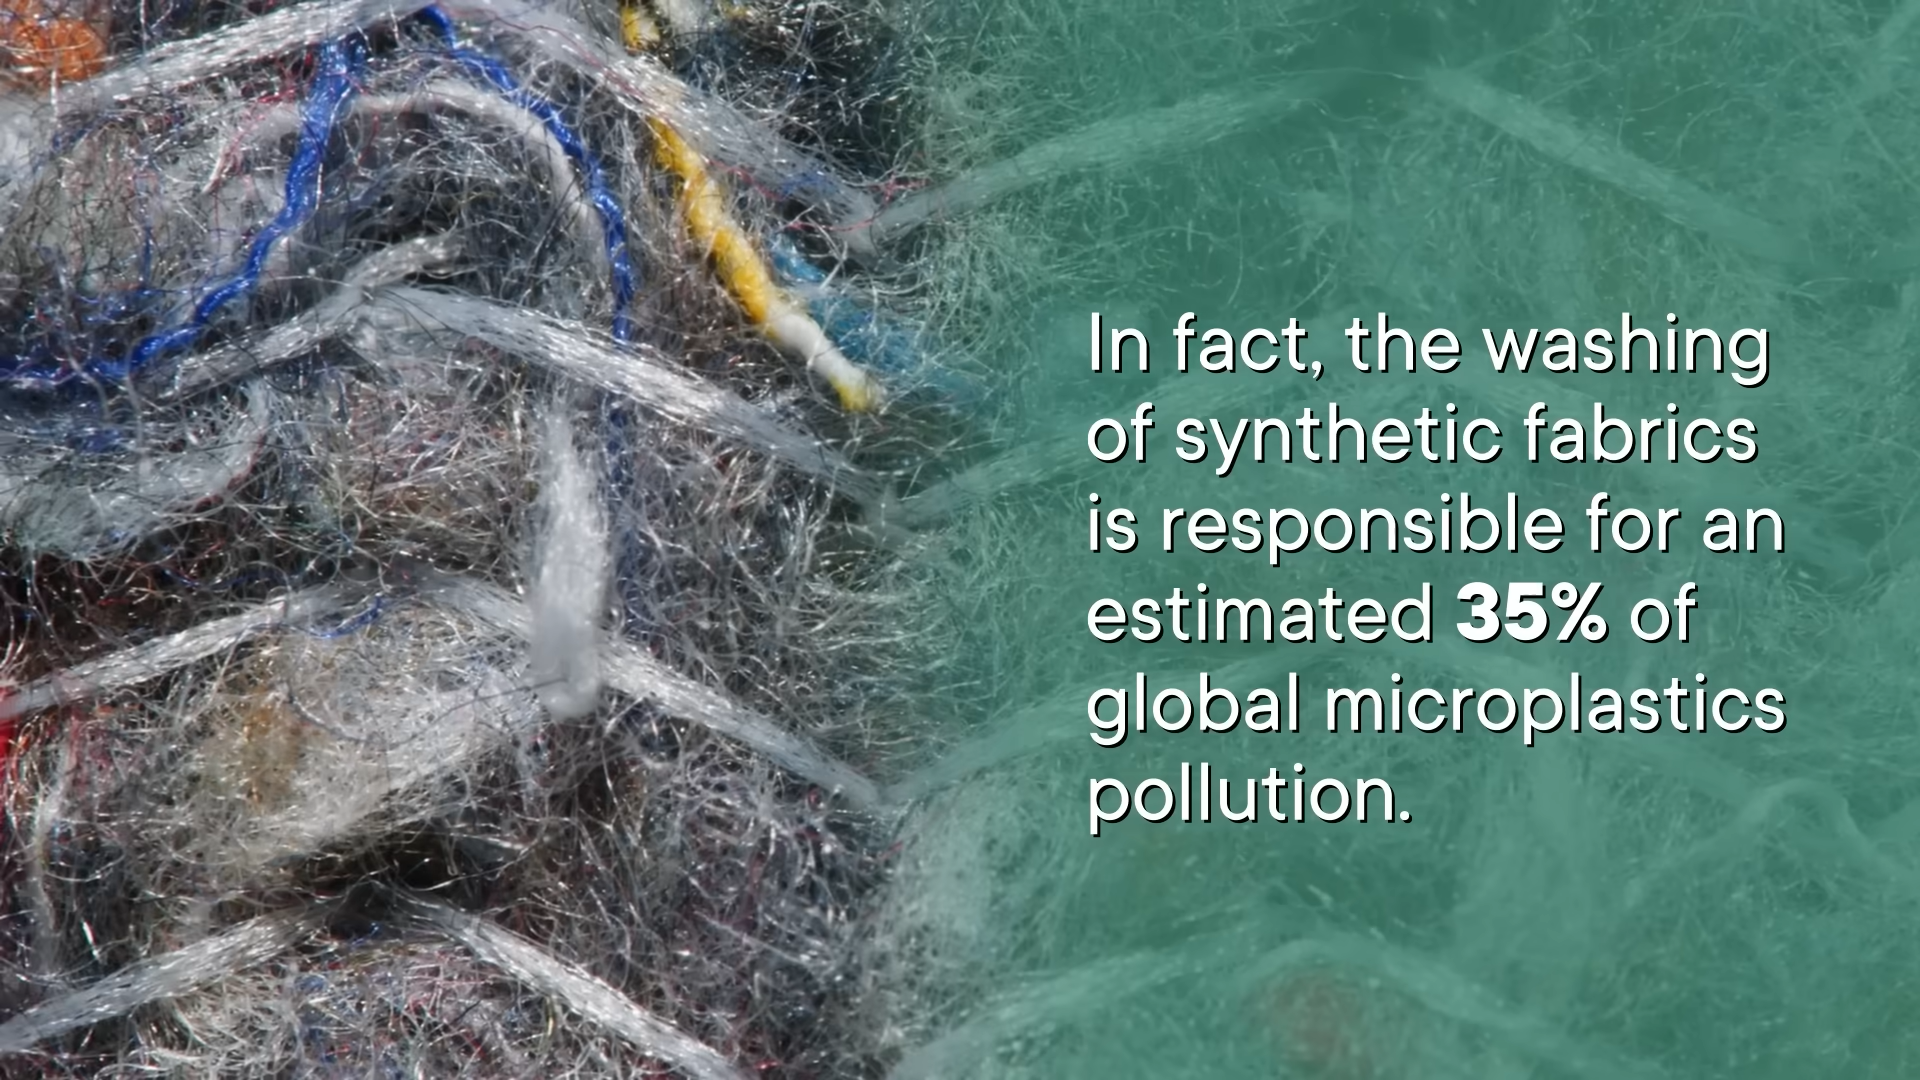 In fact, the washing
of synthetic fabrics
is responsible for an
estimated 35% of
global microplastics
pollution.